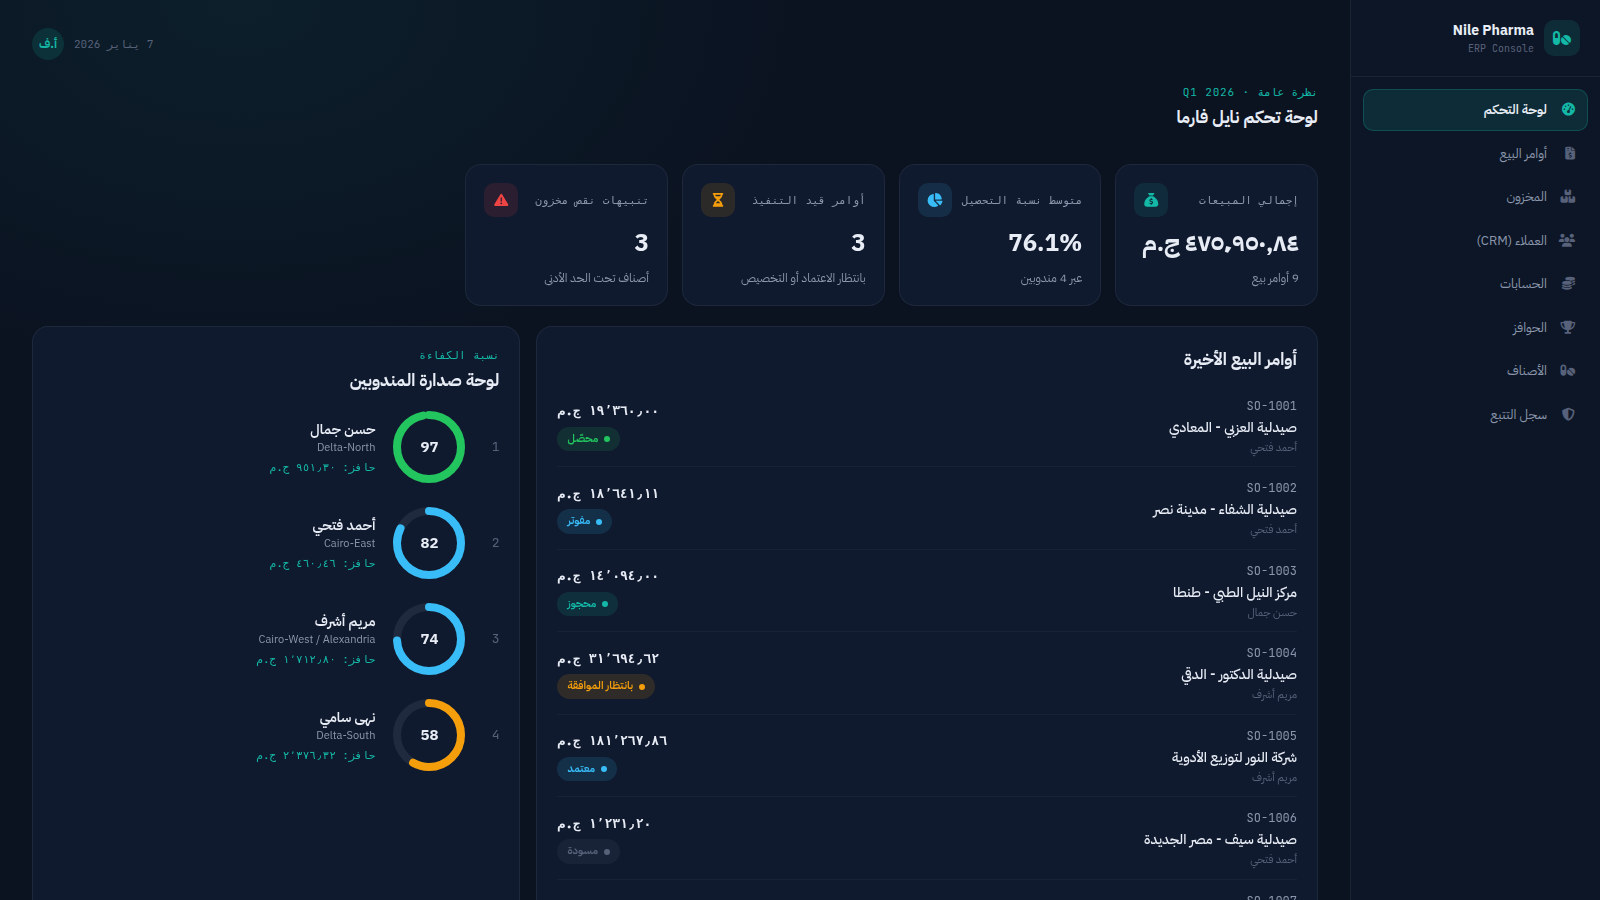 Nile Pharma
ERP Console
لوحة التحكم
أوامر البيع
المخزون
العملاء (CRM)
الحسابات
الحوافز
الأصناف
سجل التتبع
7 يناير 2026
أ.ف
نظرة عامة · Q1 2026
لوحة تحكم نايل فارما
إجمالي المبيعات
٤٧٥٬٩٥٠٫٨٤ ج.م
9 أوامر بيع
متوسط نسبة التحصيل
76.1%
عبر 4 مندوبين
أوامر قيد التنفيذ
3
بانتظار الاعتماد أو التخصيص
تنبيهات نقص مخزون
3
أصناف تحت الحد الأدنى
أوامر البيع الأخيرة
SO-1001
صيدلية العزبي - المعادي
أحمد فتحي
١٩٬٣٦٠٫٠٠ ج.م
محصّل
SO-1002
صيدلية الشفاء - مدينة نصر
أحمد فتحي
١٨٬٦٤١٫١١ ج.م
مفوتر
SO-1003
مركز النيل الطبي - طنطا
حسن جمال
١٤٬٠٩٤٫٠٠ ج.م
محجوز
SO-1004
صيدلية الدكتور - الدقي
مريم أشرف
٣١٬٦٩٤٫٦٢ ج.م
بانتظار الموافقة
SO-1005
شركة النور لتوزيع الأدوية
مريم أشرف
١٨١٬٢٦٧٫٨٦ ج.م
معتمد
SO-1006
صيدلية سيف - مصر الجديدة
أحمد فتحي
١٬٢٣١٫٢٠ ج.م
مسودة
نسبة الكفاءة
لوحة صدارة المندوبين
1
97
حسن جمال
Delta-North
حافز: ٩٥١٫٣٠ ج.م
2
82
أحمد فتحي
Cairo-East
حافز: ٤٦٠٫٤٦ ج.م
3
74
مريم أشرف
Cairo-West / Alexandria
حافز: ١٬٧١٢٫٨٠ ج.م
4
58
نهى سامي
Delta-South
حافز: ٢٬٣٧٦٫٣٢ ج.م